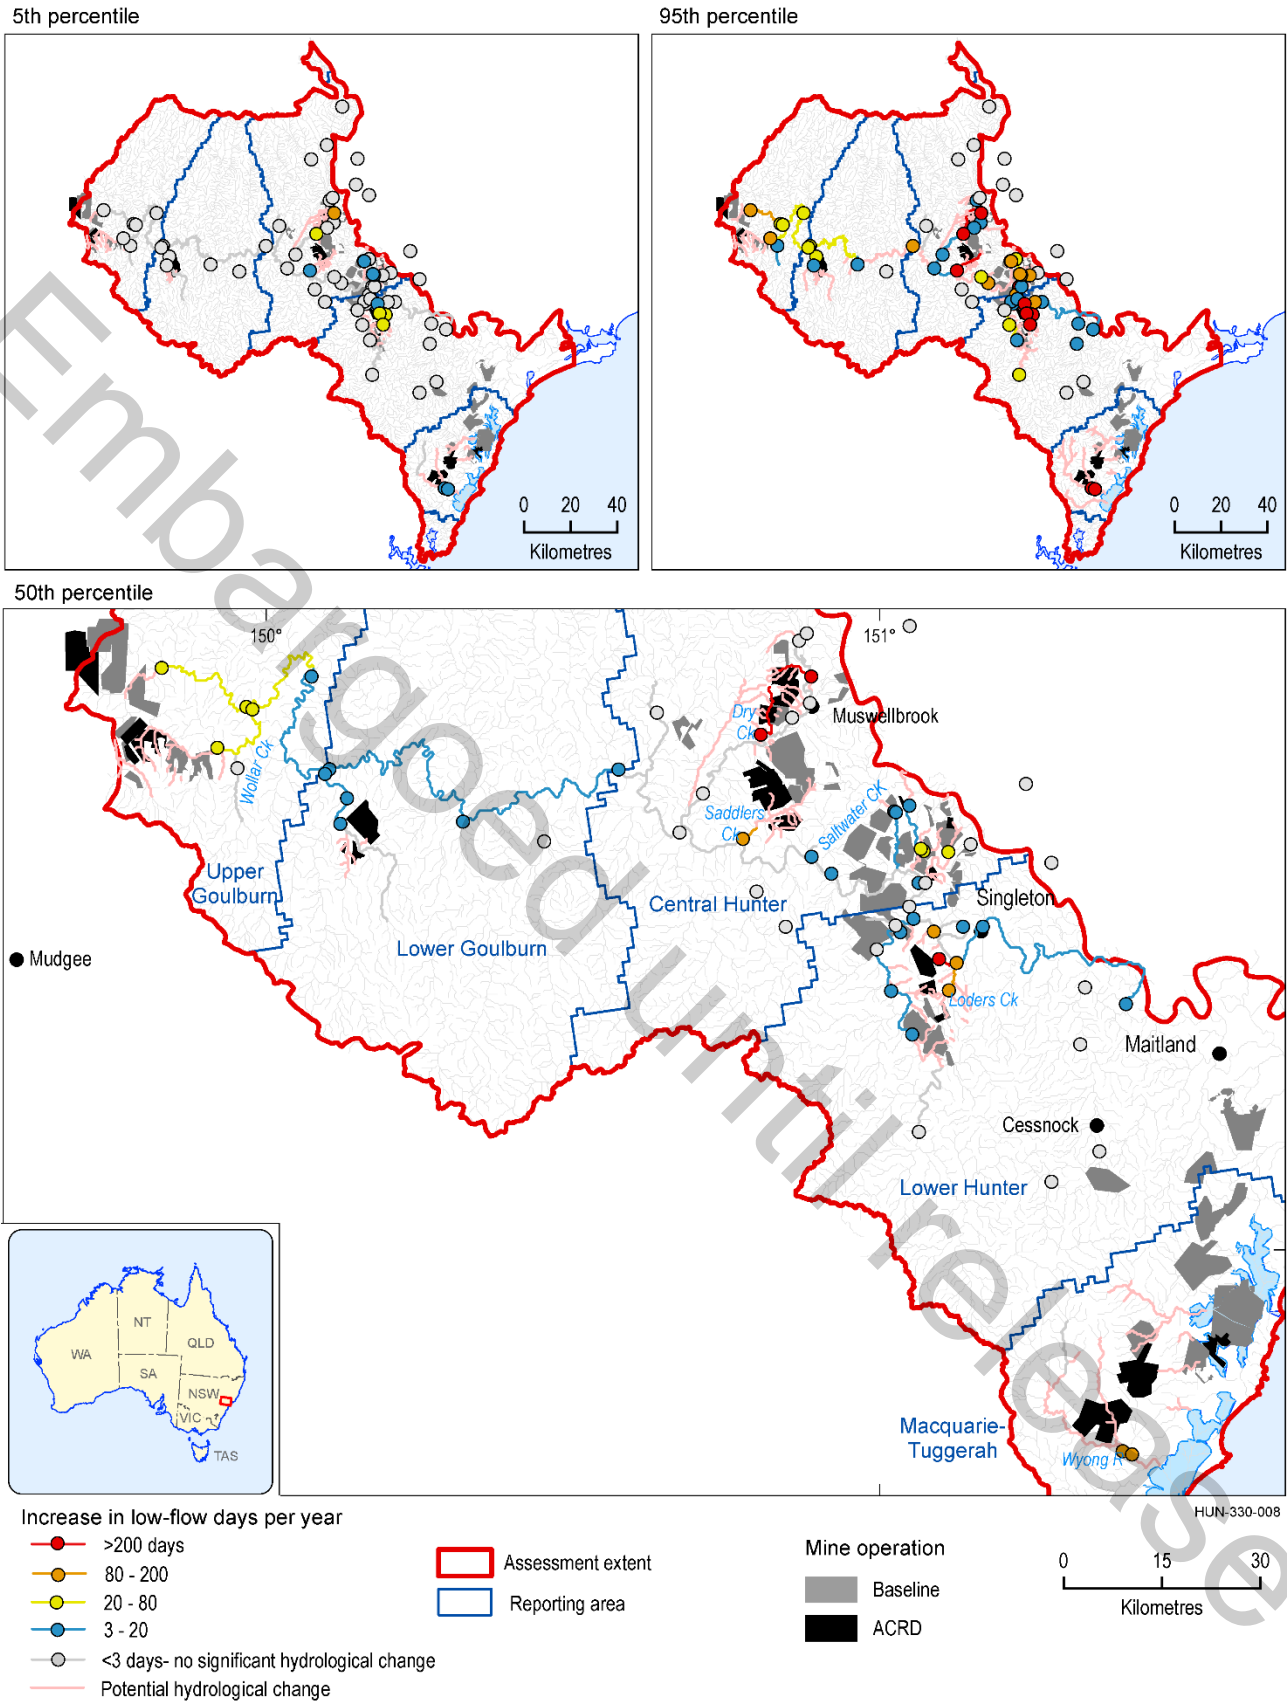 5th percentile
95th percentile
0 20 40
Kilometres
0 20 40
Kilometres
50th percentile
150°
151°
Dry
Ck
Muswellbrook
Wollar Ck
Saddlers
Ck
Saltwater CK
Upper
Goulburn
Central Hunter
Singleton
Lower Goulburn
Mudgee
Loders Ck
Maitland
Cessnock
Lower Hunter
Macquarie-
Tuggerah
Wyong R
NT
WA
QLD
SA
NSW
VIC
TAS
HUN-330-008
Embargoed until release
Increase in low-flow days per year
>200 days
80 - 200
20 - 80
3 - 20
<3 days- no significant hydrological change
Potential hydrological change
Assessment extent
Reporting area
Mine operation
Baseline
ACRD
0 15 30
Kilometres